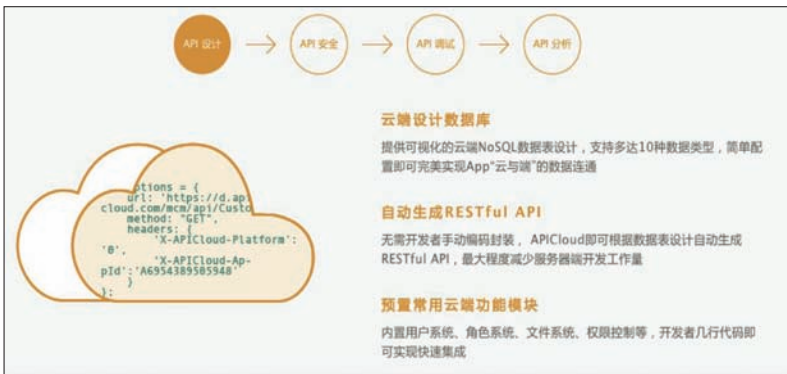 API 设计
API 安全
API 调试
API 分析
云端设计数据库
提供可视化的云端NoSQL数据表设计，支持多达10种数据类型，简单配
置即可完美实现App“云与端”的数据连通
自动生成RESTful API
无需开发者手动编码封装， APICloud即可根据数据表设计自动生成
RESTful API，最大程度减少服务器端开发工作量
预置常用云端功能模块
内置用户系统、角色系统、文件系统、权限控制等，开发者几行代码即
可实现快速集成
ptions = {
url: 'https://d.api
cloud.com/mcm/api/Custo
method: "GET",
headers: {
'X-APICloud-Platform':
'0',
'X-APICloud-Ap-
pId':'A6954389505948'
}
};